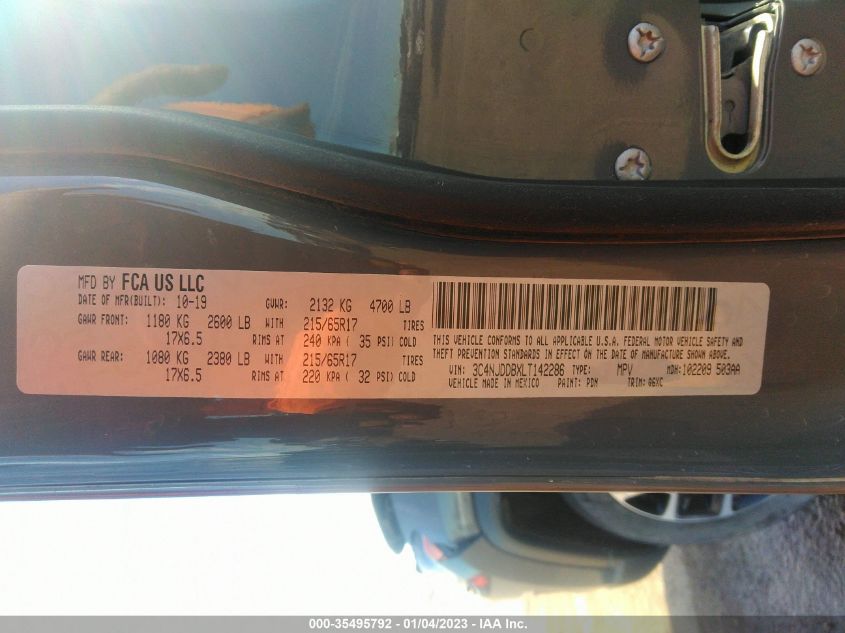 MFD BY FCA US LLC
DATE OF MFR(BUILT): 10-19 GVWR: 2132 KG 4700 LB
GAWR FRONT: 1180 KG 2600 LB WITH 215/65R17 TIRES
17X6.5 RIMS AT 240 KPA ( 35 PSI) COLD
GAWR REAR: 1080 KG 2380 LB WITH 215/65R17 TIRES
17X6.5 RIMS AT 220 KPA ( 32 PSI) COLD
THIS VEHICLE CONFORMS TO ALL APPLICABLE U.S.A. FEDERAL MOTOR VEHICLE SAFETY AND
THEFT PREVENTION STANDARDS IN EFFECT ON THE DATE OF MANUFACTURE SHOWN ABOVE.
VIN: 3C4NJDDBXLT142286 TYPE: MPV MDH: 102209 503AA
VEHICLE MADE IN MEXICO PAINT: PDN TRIM: G6XC
000-35495792 - 01/04/2023 - IAA Inc.